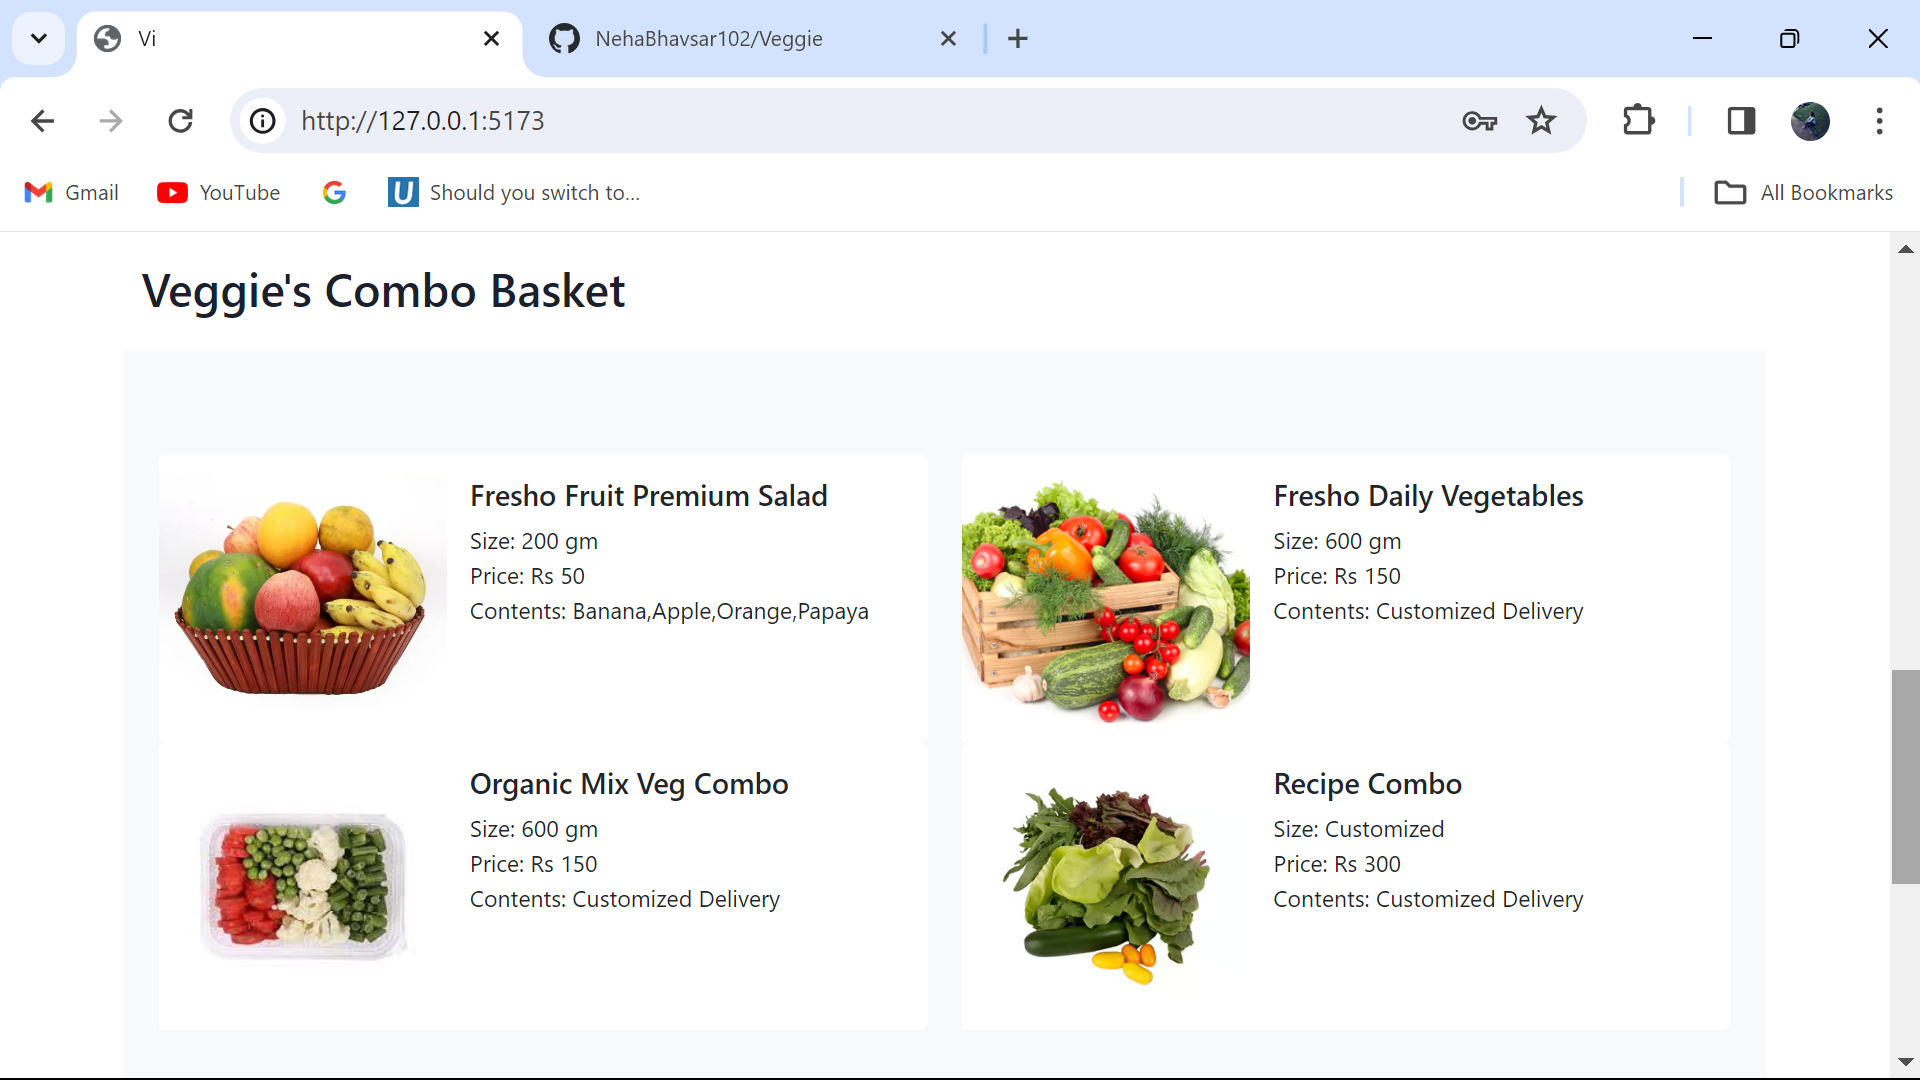 Vi
NehaBhavsar102/Veggie
http://127.0.0.1:5173
Gmail
YouTube
U Should you switch to...
All Bookmarks
Veggie's Combo Basket
Fresho Fruit Premium Salad
Size: 200 gm
Price: Rs 50
Contents: Banana,Apple,Orange,Papaya
Fresho Daily Vegetables
Size: 600 gm
Price: Rs 150
Contents: Customized Delivery
Organic Mix Veg Combo
Size: 600 gm
Price: Rs 150
Contents: Customized Delivery
Recipe Combo
Size: Customized
Price: Rs 300
Contents: Customized Delivery